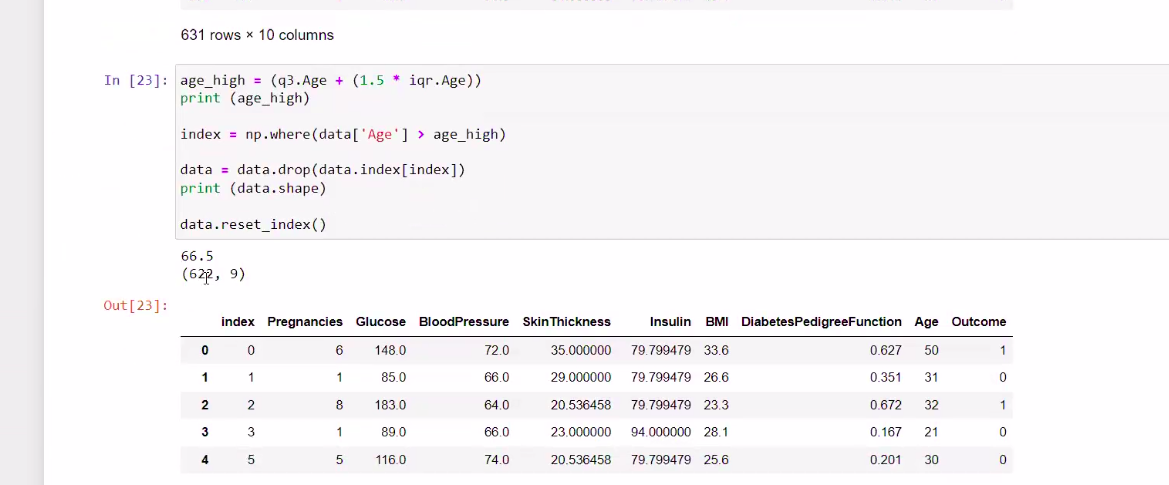 631 rows × 10 columns
In [23]: age_high = (q3.Age + (1.5 * iqr.Age))
print (age_high)
index = np.where(data['Age'] > age_high)
data = data.drop(data.index[index])
print (data.shape)
data.reset_index()
66.5
(622, 9)
Out[23]:
index Pregnancies Glucose BloodPressure SkinThickness Insulin BMI DiabetesPedigreeFunction Age Outcome
0 0 6 148.0 72.0 35.000000 79.799479 33.6 0.627 50 1
1 1 1 85.0 66.0 29.000000 79.799479 26.6 0.351 31 0
2 2 8 183.0 64.0 20.536458 79.799479 23.3 0.672 32 1
3 3 1 89.0 66.0 23.000000 94.000000 28.1 0.167 21 0
4 5 5 116.0 74.0 20.536458 79.799479 25.6 0.201 30 0